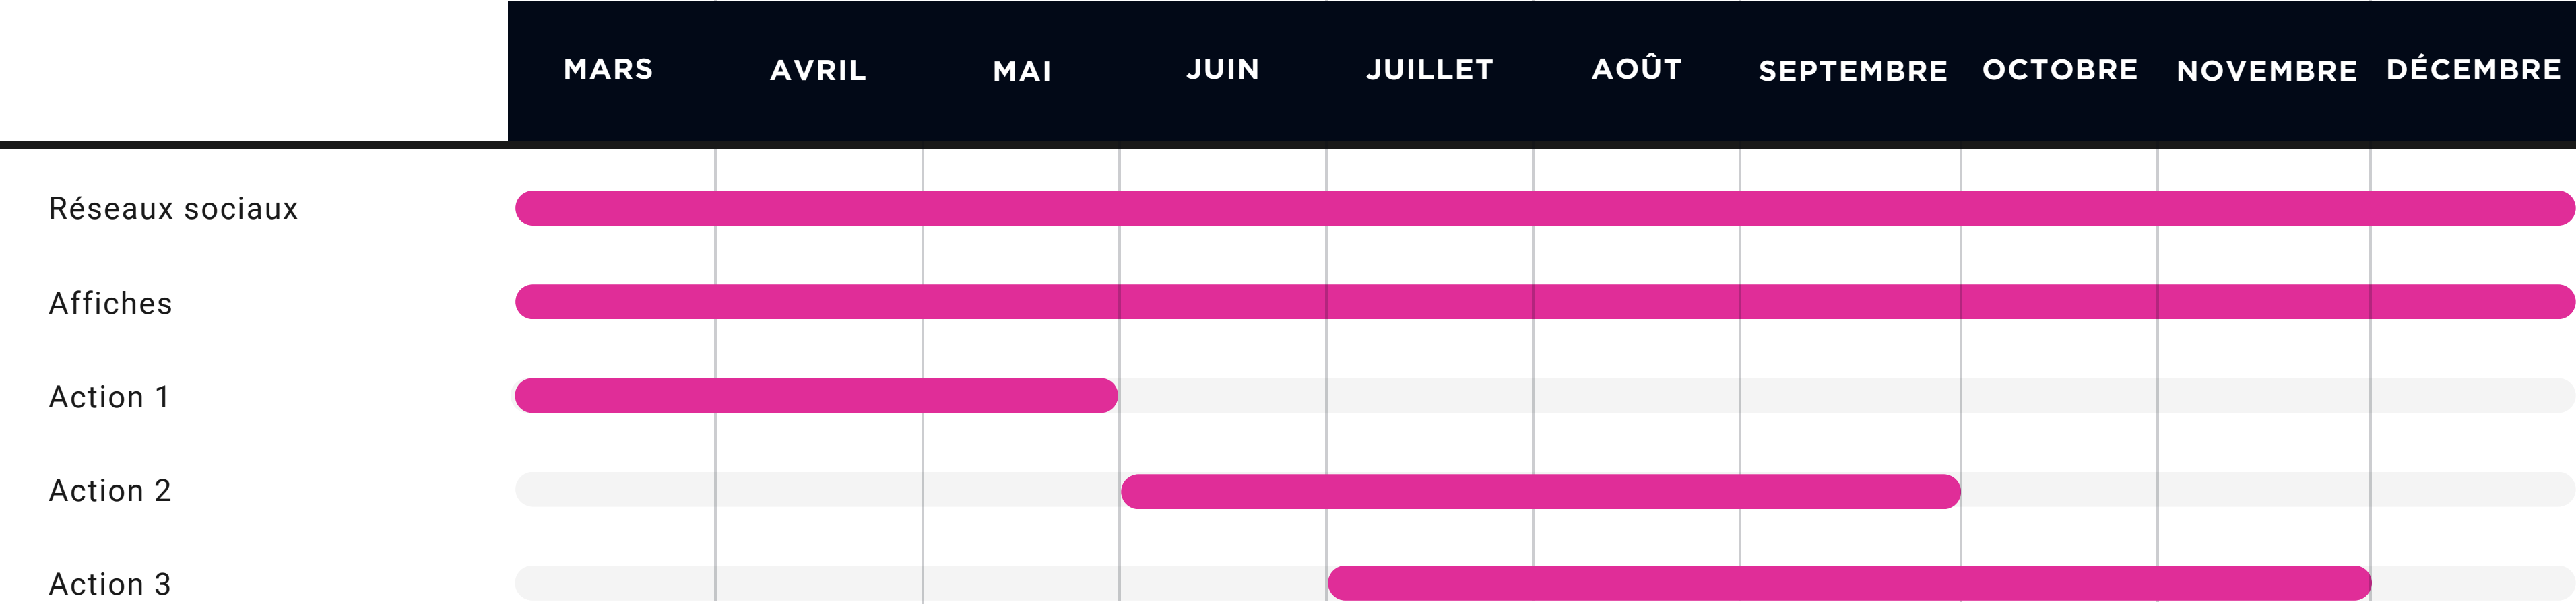 MARS AVRIL MAI JUIN JUILLET AOÛT SEPTEMBRE OCTOBRE NOVEMBRE DÉCEMBRE
Réseaux sociaux
Affiches
Action 1
Action 2
Action 3